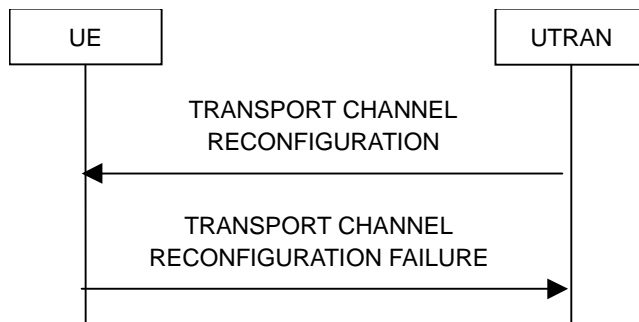 UE
UTRAN
TRANSPORT CHANNEL
RECONFIGURATION
TRANSPORT CHANNEL
RECONFIGURATION FAILURE